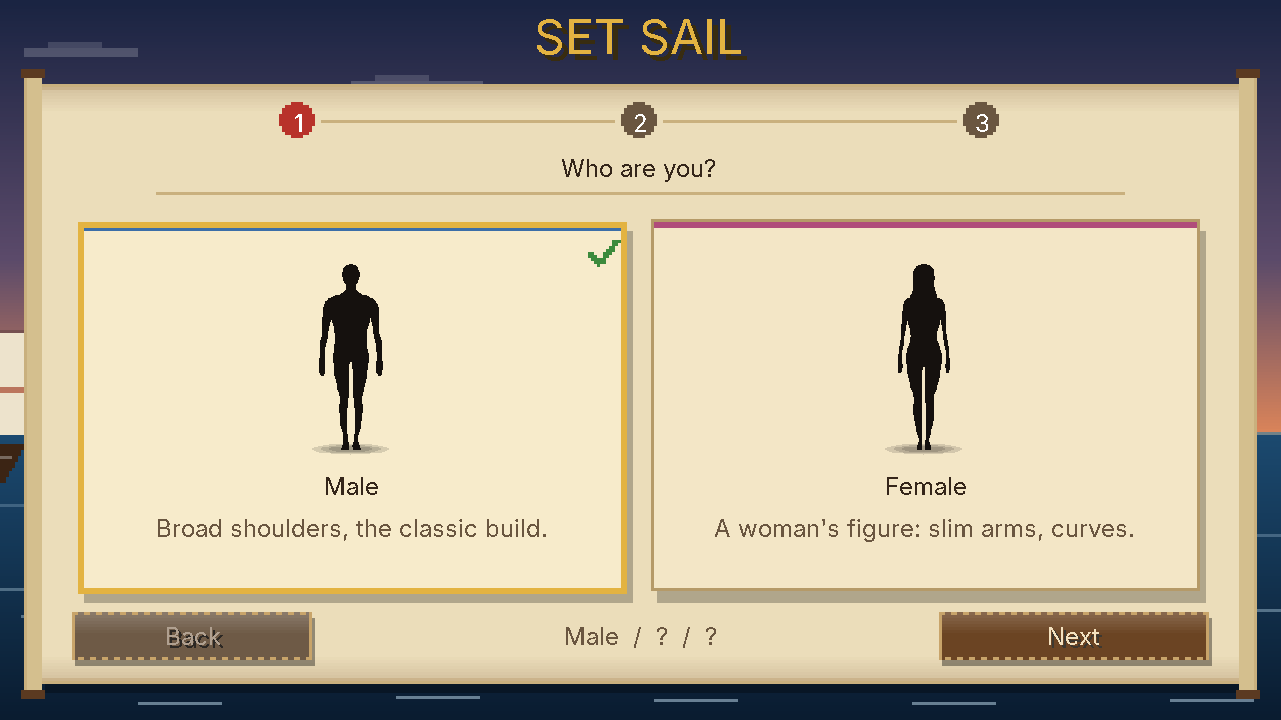 SET SAIL
1 2 3
Who are you?
Male
Broad shoulders, the classic build.
Female
A woman's figure: slim arms, curves.
Back
Male / ? / ?
Next